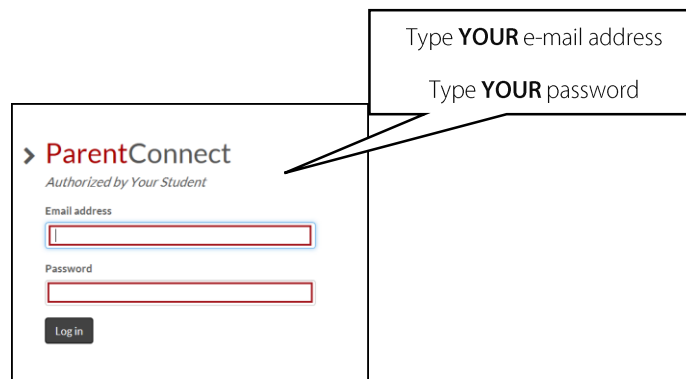 Type YOUR e-mail address
Type YOUR password
ParentConnect
Authorized by Your Student
Email address
Password
Log in